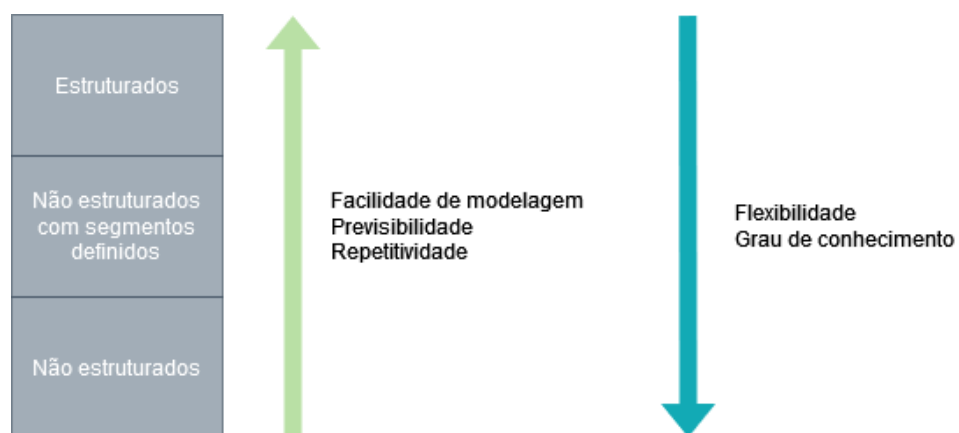 Estruturados
Não estruturados
com segmentos
definidos
Não estruturados
Facilidade de modelagem
Previsibilidade
Repetitividade
Flexibilidade
Grau de conhecimento